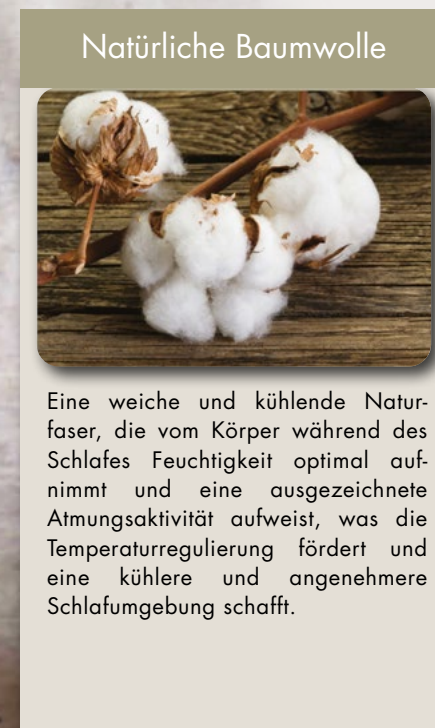 Natürliche Baumwolle
Eine weiche und kühlende Natur-
faser, die vom Körper während des
Schlafes Feuchtigkeit optimal auf-
nimmt und eine ausgezeichnete
Atmungsaktivität aufweist, was die
Temperaturregulierung fördert und
eine kühlere und angenehmere
Schlafumgebung schafft.